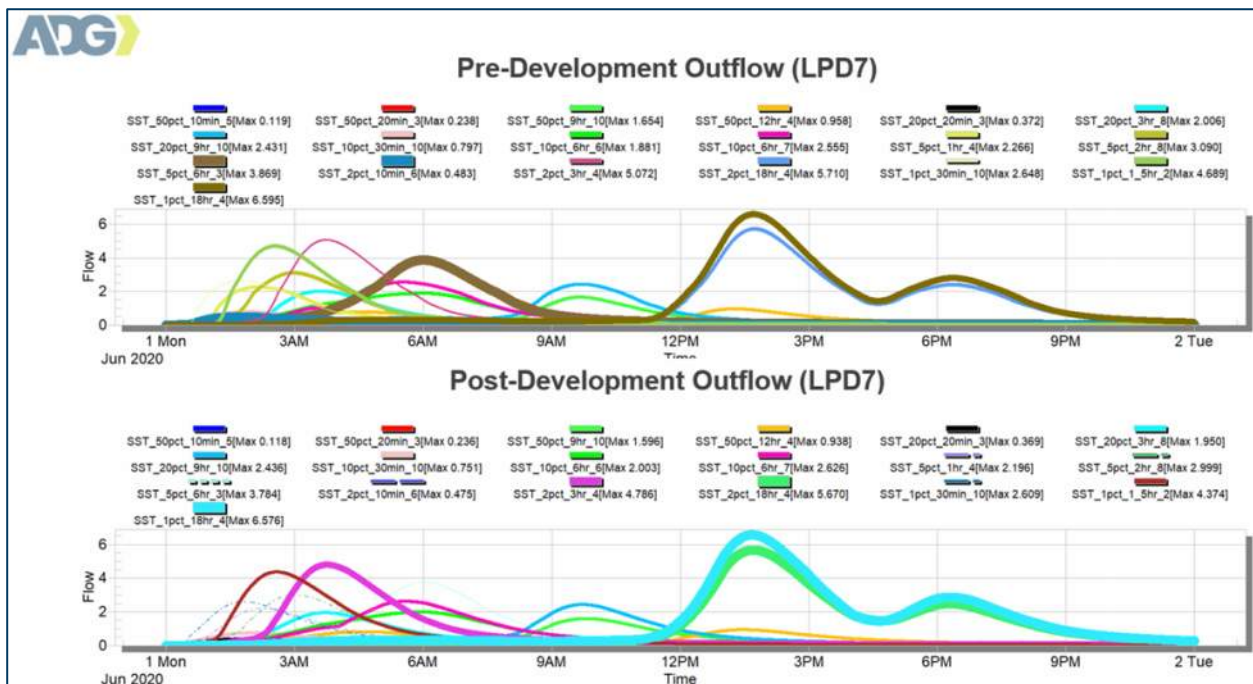 ADG
Pre-Development Outflow (LPD7)
SST_50pct_10min_5[Max 0.119] SST_50pct_20min_3[Max 0.238] SST_50pct_9hr_10[Max 1.654] SST_50pct_12hr_4[Max 0.958] SST_20pct_20min_3[Max 0.372] SST_20pct_3hr_8[Max 2.006]
SST_20pct_9hr_10[Max 2.431] SST_10pct_30min_10[Max 0.797] SST_10pct_6hr_6[Max 1.881] SST_10pct_6hr_7[Max 2.555] SST_5pct_1hr_4[Max 2.266] SST_5pct_2hr_8[Max 3.090]
SST_5pct_6hr_3[Max 3.869] SST_2pct_10min_6[Max 0.483] SST_2pct_3hr_4[Max 5.072] SST_2pct_18hr_4[Max 5.710] SST_1pct_30min_10[Max 2.648] SST_1pct_1_5hr_2[Max 4.689]
SST_1pct_18hr_4[Max 6.595]
6
4
2
0
Flow
1 Mon 3AM 6AM 9AM 12PM 3PM 6PM 9PM 2 Tue
Jun 2020 Time
Post-Development Outflow (LPD7)
SST_50pct_10min_5[Max 0.118] SST_50pct_20min_3[Max 0.236] SST_50pct_9hr_10[Max 1.596] SST_50pct_12hr_4[Max 0.938] SST_20pct_20min_3[Max 0.369] SST_20pct_3hr_8[Max 1.950]
SST_20pct_9hr_10[Max 2.436] SST_10pct_30min_10[Max 0.751] SST_10pct_6hr_6[Max 2.003] SST_10pct_6hr_7[Max 2.626] SST_5pct_1hr_4[Max 2.196] SST_5pct_2hr_8[Max 2.999]
SST_5pct_6hr_3[Max 3.784] SST_2pct_10min_6[Max 0.475] SST_2pct_3hr_4[Max 4.786] SST_2pct_18hr_4[Max 5.670] SST_1pct_30min_10[Max 2.609] SST_1pct_1_5hr_2[Max 4.374]
SST_1pct_18hr_4[Max 6.576]
6
4
2
0
Flow
1 Mon 3AM 6AM 9AM 12PM 3PM 6PM 9PM 2 Tue
Jun 2020 Time